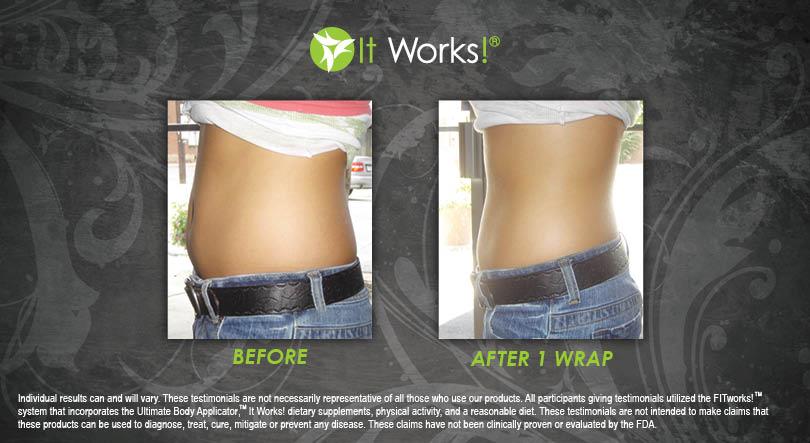 It Works!®
BEFORE
AFTER 1 WRAP
Individual results can and will vary. These testimonials are not necessarily representative of all those who use our products. All participants giving testimonials utilized the FITworks!™
system that incorporates the Ultimate Body Applicator,™ It Works! dietary supplements, physical activity, and a reasonable diet. These testimonials are not intended to make claims that
these products can be used to diagnose, treat, cure, mitigate or prevent any disease. These claims have not been clinically proven or evaluated by the FDA.